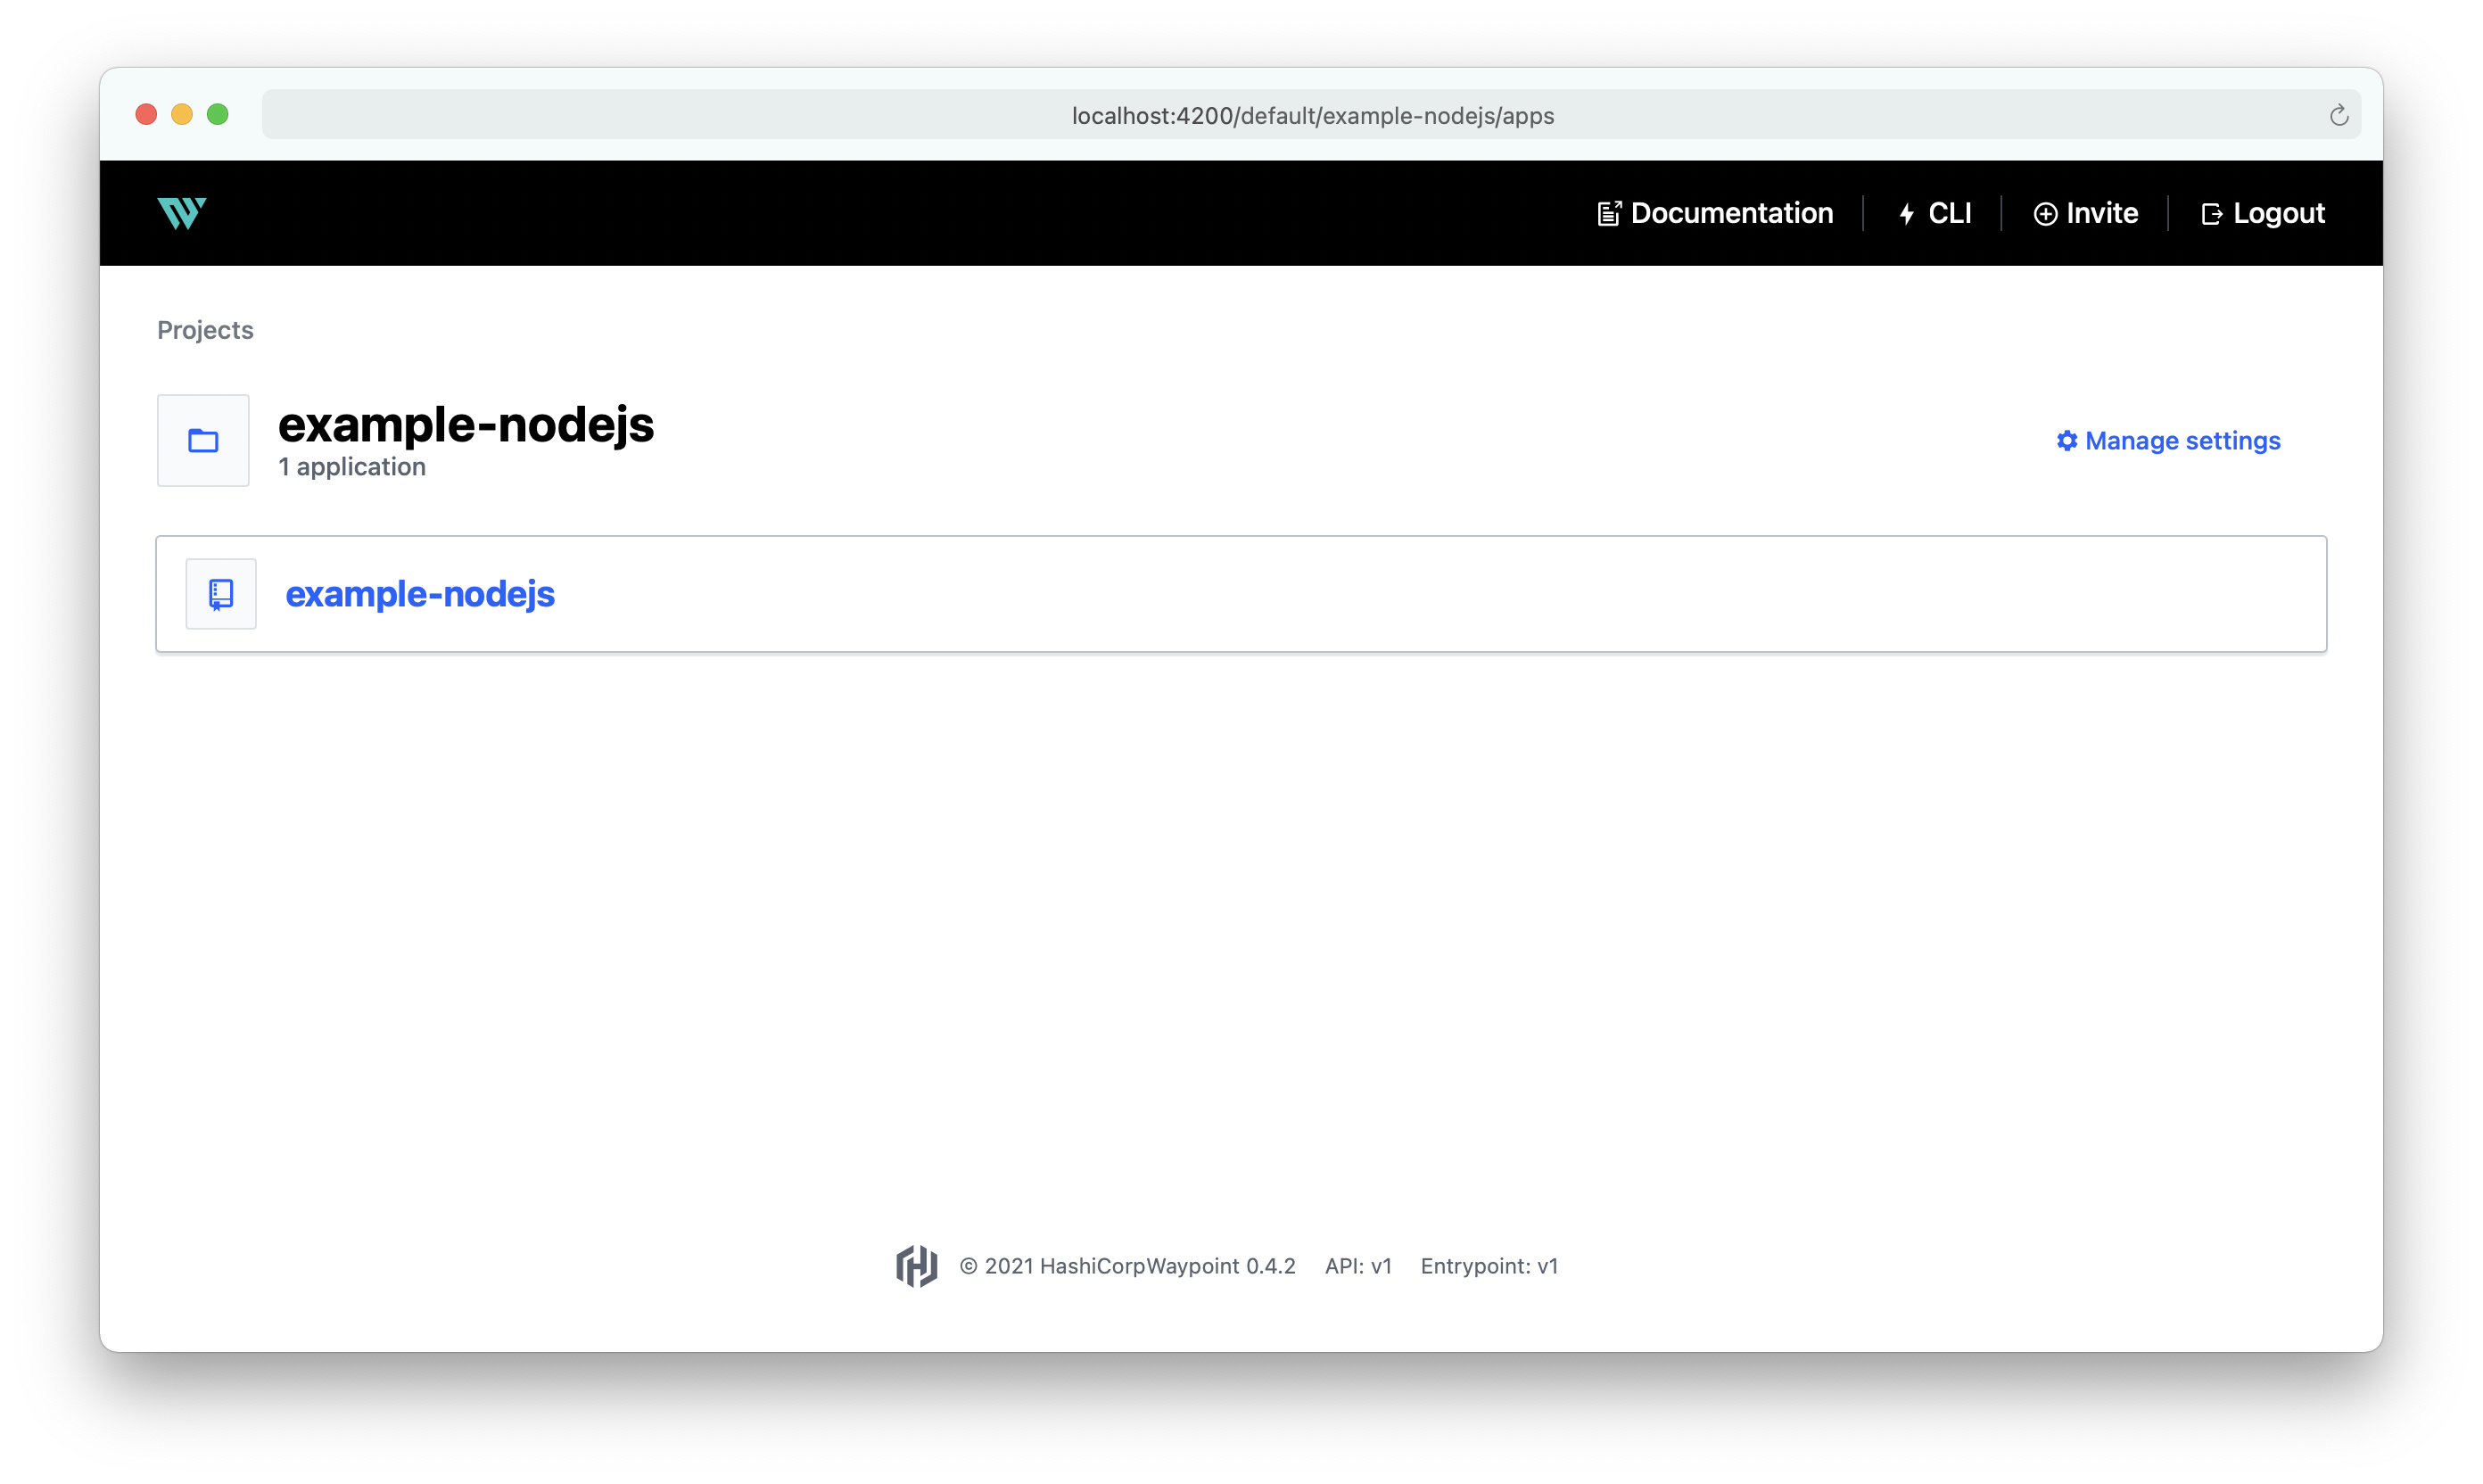 localhost:4200/default/example-nodejs/apps
Documentation CLI Invite Logout
Projects
example-nodejs
1 application
Manage settings
example-nodejs
© 2021 HashiCorpWaypoint 0.4.2 API: v1 Entrypoint: v1